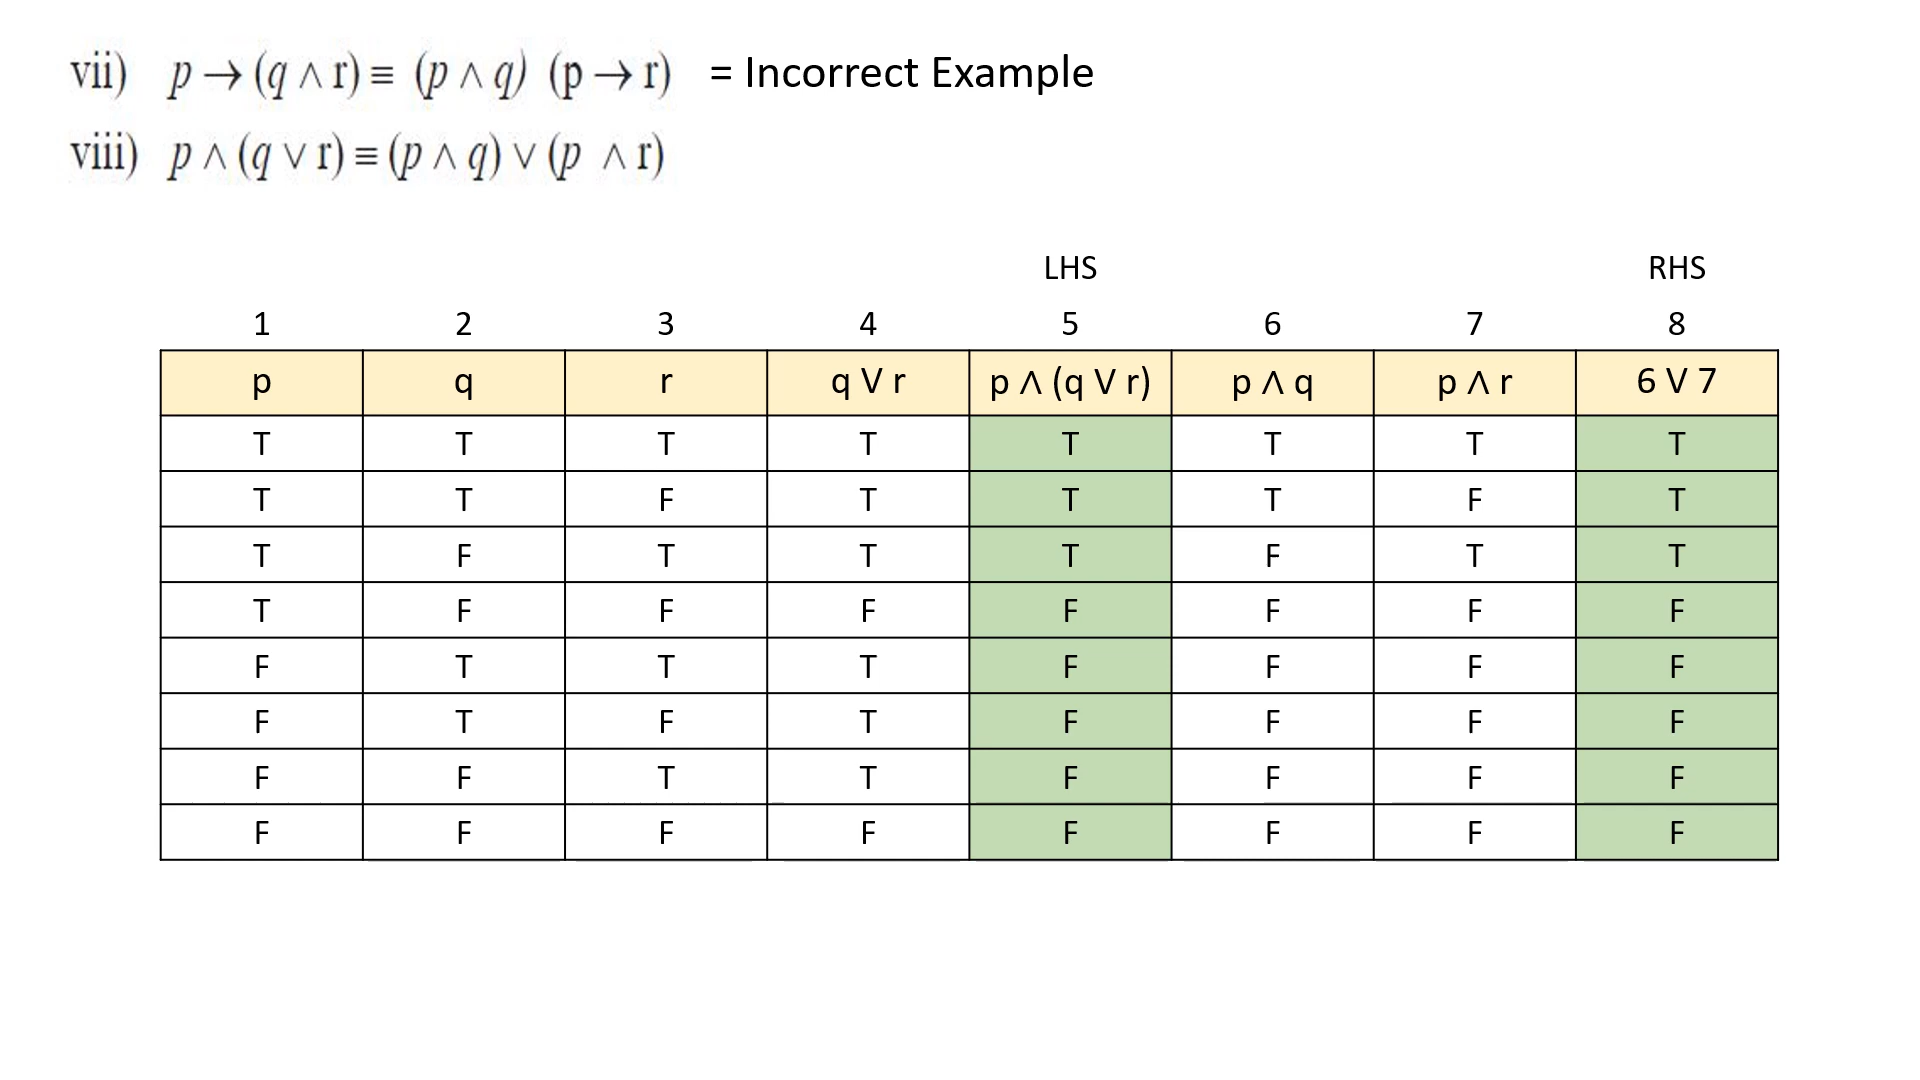 vii) p → (q ∧ r) ≡ (p ∧ q) (p → r) = Incorrect Example
viii) p ∧ (q ∨ r) ≡ (p ∧ q) ∨ (p ∧ r)
LHS RHS
1 2 3 4 5 6 7 8
p q r q V r p Λ (q V r) p Λ q p Λ r 6 V 7
T T T T T T T T
T T F T T T F T
T F T T T F T T
T F F F F F F F
F T T T F F F F
F T F T F F F F
F F T T F F F F
F F F F F F F F